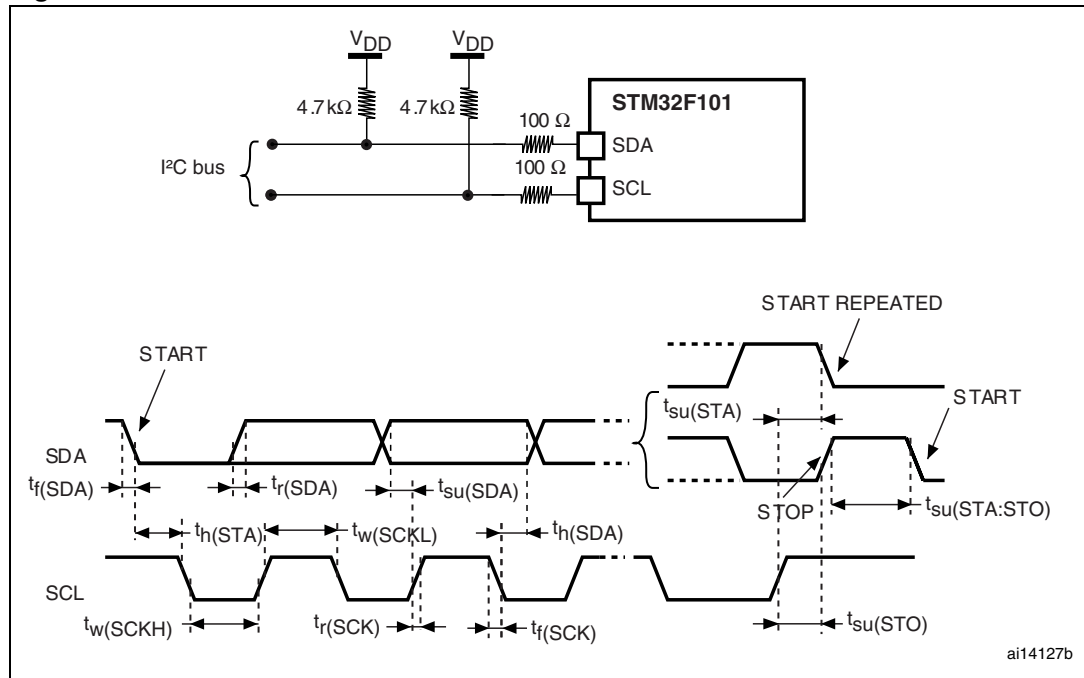 V_DD V_DD
4.7kΩ 4.7kΩ
STM32F101
100 Ω
SDA
I²C bus
100 Ω
SCL
START REPEATED
START
t_su(STA)
START
SDA
t_f(SDA)
t_r(SDA)
t_su(SDA)
STOP
t_su(STA:STO)
t_h(STA)
t_w(SCKL)
t_h(SDA)
SCL
t_w(SCKH)
t_r(SCK)
t_f(SCK)
t_su(STO)
ai14127b